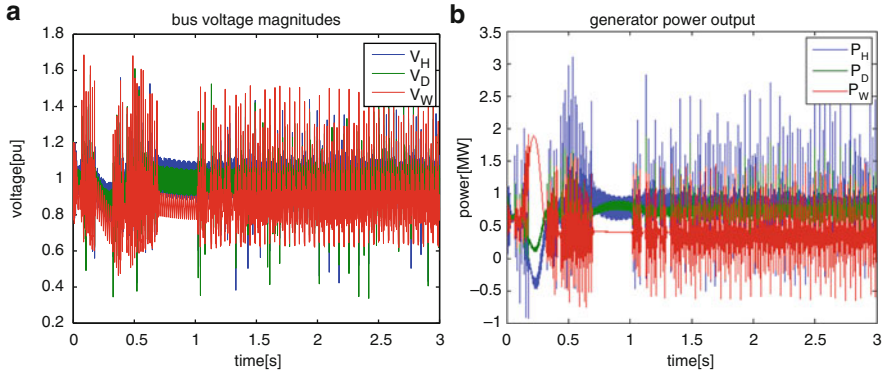 a
bus voltage magnitudes
1.8
1.6
1.4
1.2
1
0.8
0.6
0.4
0.2
voltage[pu]
V_H
V_D
V_W
0
0.5
1
1.5
2
2.5
3
time[s]
b
generator power output
3.5
3
2.5
2
1.5
1
0.5
0
−0.5
−1
power[MW]
P_H
P_D
P_W
0
0.5
1
1.5
2
2.5
3
time[s]